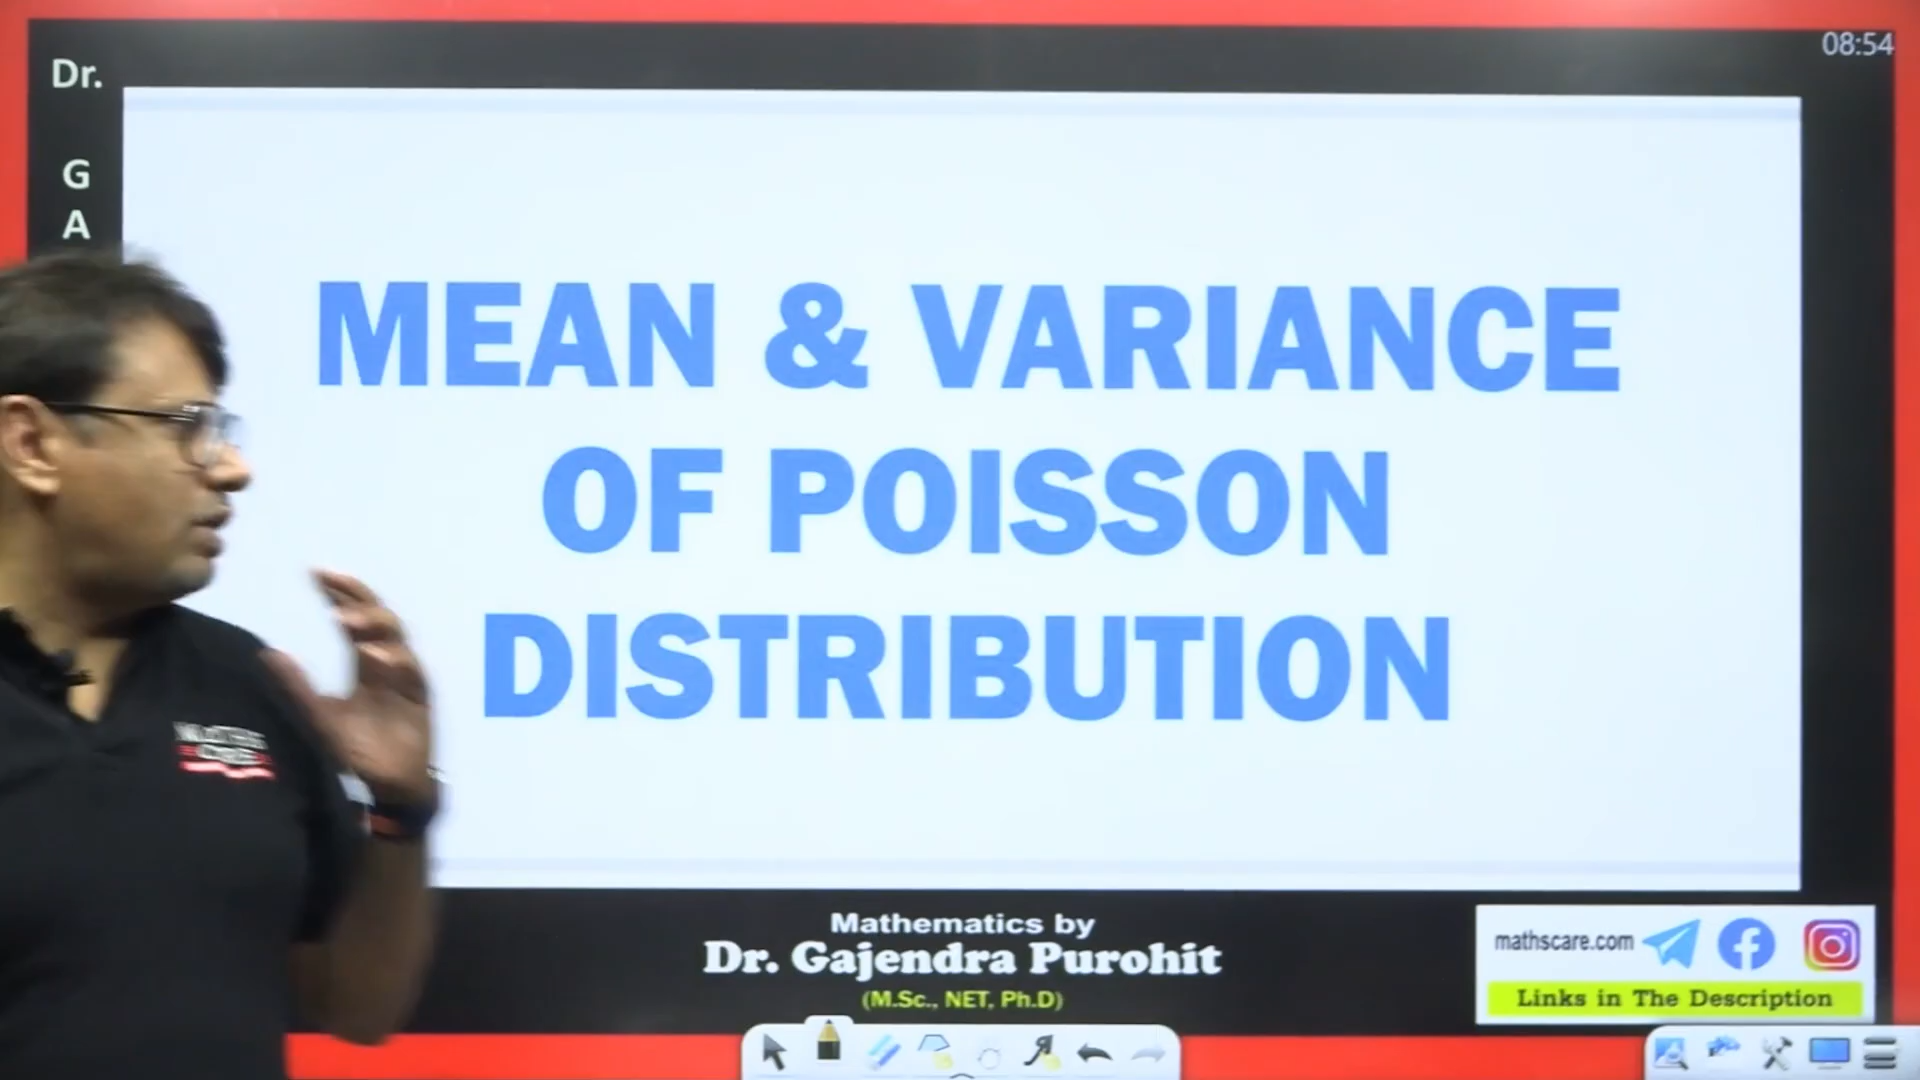 08:54
Dr.
G
A
MEAN & VARIANCE
OF POISSON
DISTRIBUTION
Mathematics by
Dr. Gajendra Purohit
(M.Sc., NET, Ph.D)
mathscare.com
Links in The Description